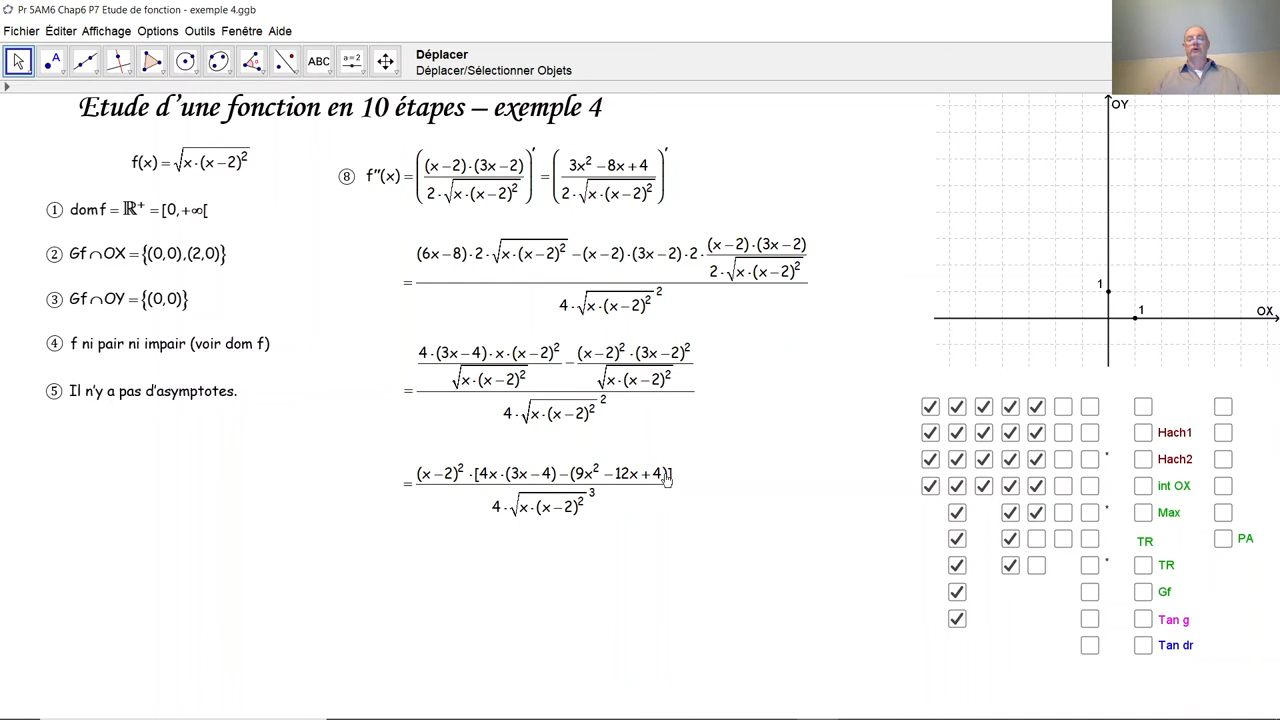 Pr 5AM6 Chap6 P7 Etude de fonction - exemple 4.ggb
Fichier Éditer Affichage Options Outils Fenêtre Aide
A ABC a=2 Déplacer
Déplacer/Sélectionner Objets
Etude d'une fonction en 10 étapes – exemple 4
f(x) = √(x·(x−2)²)
① dom f = ℝ⁺ = [0,+∞[
② Gf ∩ OX = {(0,0),(2,0)}
③ Gf ∩ OY = {(0,0)}
④ f ni pair ni impair (voir dom f)
⑤ Il n'y a pas d'asymptotes.
⑧ f''(x) = ( (x−2)·(3x−2) / 2·√(x·(x−2)²) )′ = ( 3x²−8x+4 / 2·√(x·(x−2)²) )′
= (6x−8)·2·√(x·(x−2)²) −(x−2)·(3x−2)·2· (x−2)·(3x−2) / 2·√(x·(x−2)²) / 4·√(x·(x−2)²)²
= 4·(3x−4)·x·(x−2)² / √(x·(x−2)²) − (x−2)²·(3x−2)² / √(x·(x−2)²) / 4·√(x·(x−2)²)²
= (x−2)²·[4x·(3x−4)−(9x²−12x+4)] / 4·√(x·(x−2)²)³
OY
1
1
OX
Hach1
Hach2
int OX
Max
TR
PA
TR
Gf
Tan g
Tan dr